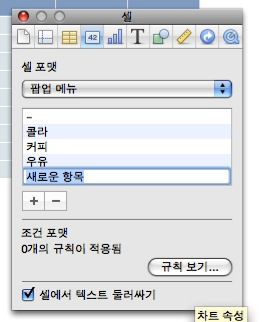 셀
42
T
셀 포맷
팝업 메뉴
-
콜라
커피
우유
새로운 항목
+ -
조건 포맷
0개의 규칙이 적용됨
규칙 보기...
셀에서 텍스트 둘러싸기
차트 속성